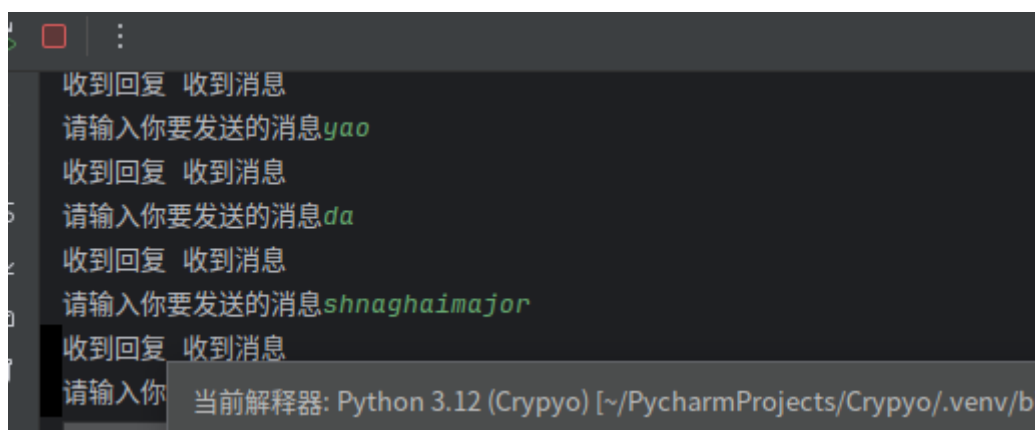 收到回复 收到消息
请输入你要发送的消息yao
收到回复 收到消息
请输入你要发送的消息da
收到回复 收到消息
请输入你要发送的消息shnaghaimajor
收到回复 收到消息
请输入你
当前解释器: Python 3.12 (Crypyo) [~/PycharmProjects/Crypyo/.venv/b